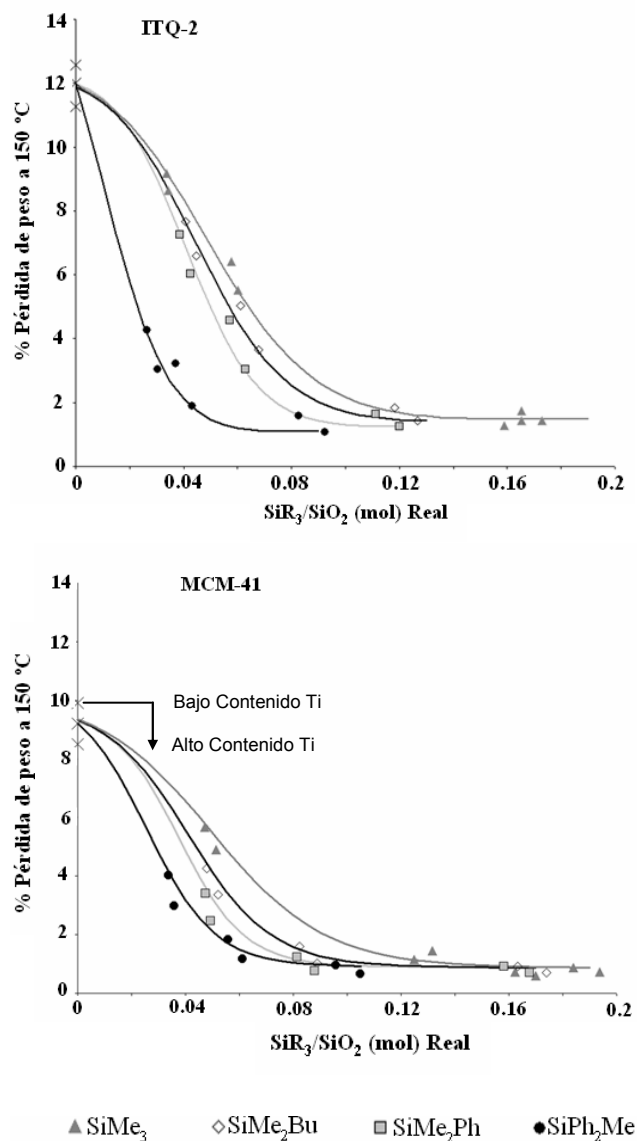 ITQ-2
14
12
10
8
6
4
2
0
% Pérdida de peso a 150 ºC
0
0.04
0.08
0.12
0.16
0.2
SiR₃/SiO₂ (mol) Real
MCM-41
14
12
10
8
6
4
2
0
% Pérdida de peso a 150 ºC
Bajo Contenido Ti
Alto Contenido Ti
0
0.04
0.08
0.12
0.16
0.2
SiR₃/SiO₂ (mol) Real
SiMe₃
SiMe₂Bu
SiMe₂Ph
SiPh₂Me